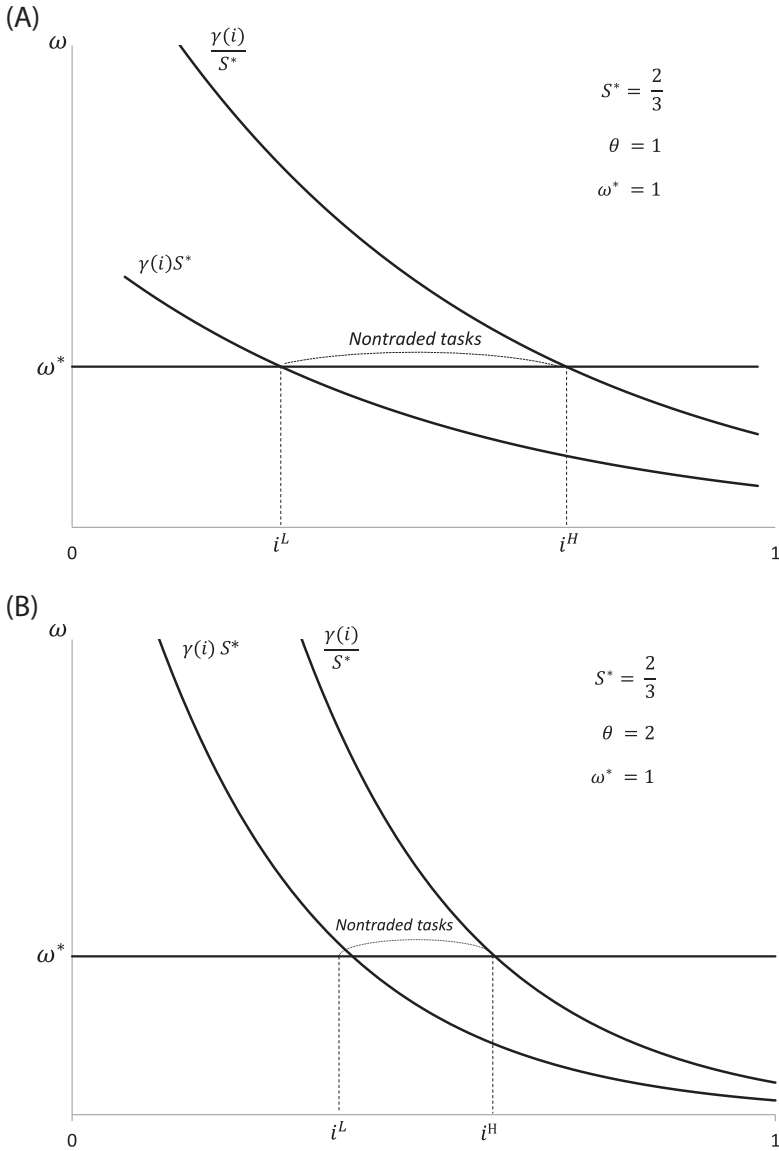 (A)
ω
γ(i)
S*
S* = 2/3
θ = 1
ω* = 1
γ(i)S*
Nontraded tasks
ω*
0
i^L
i^H
1
(B)
ω
γ(i) S*
γ(i)
S*
S* = 2/3
θ = 2
ω* = 1
Nontraded tasks
ω*
0
i^L
i^H
1